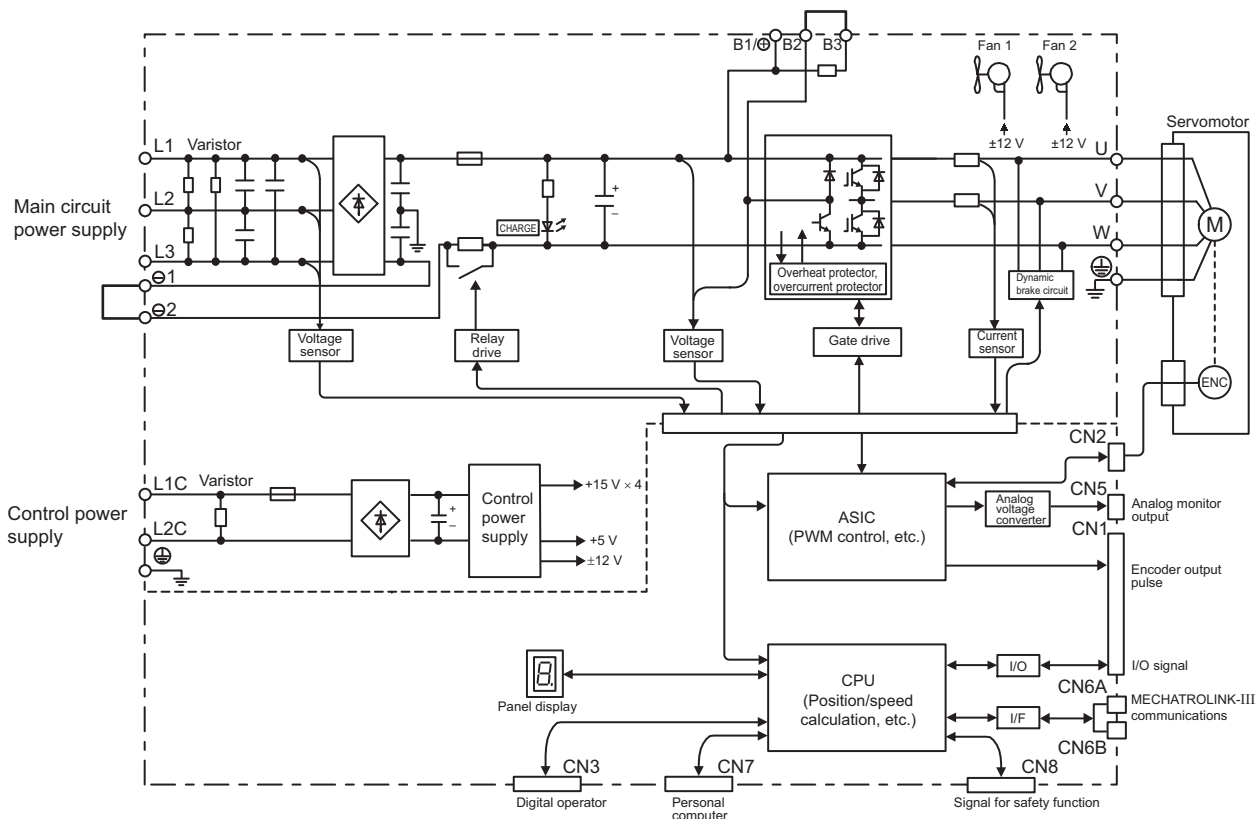 B1/⊕
B2
B3
Fan 1
Fan 2
±12 V
±12 V
Servomotor
Main circuit
power supply
L1
Varistor
L2
L3
⊖1
⊖2
+
–
CHARGE
Overheat protector,
overcurrent protector
U
V
W
M
ENC
Dynamic
brake circuit
Voltage
sensor
Relay
drive
Voltage
sensor
Gate drive
Current
sensor
Control power
supply
L1C
Varistor
L2C
+
–
Control
power
supply
+15 V × 4
+5 V
±12 V
ASIC
(PWM control, etc.)
Analog
voltage
converter
CN2
CN5
Analog monitor
output
CN1
Encoder output
pulse
I/O signal
Panel display
8.
CPU
(Position/speed
calculation, etc.)
I/O
I/F
CN6A
MECHATROLINK-III
communications
CN6B
CN3
Digital operator
CN7
Personal
computer
CN8
Signal for safety function